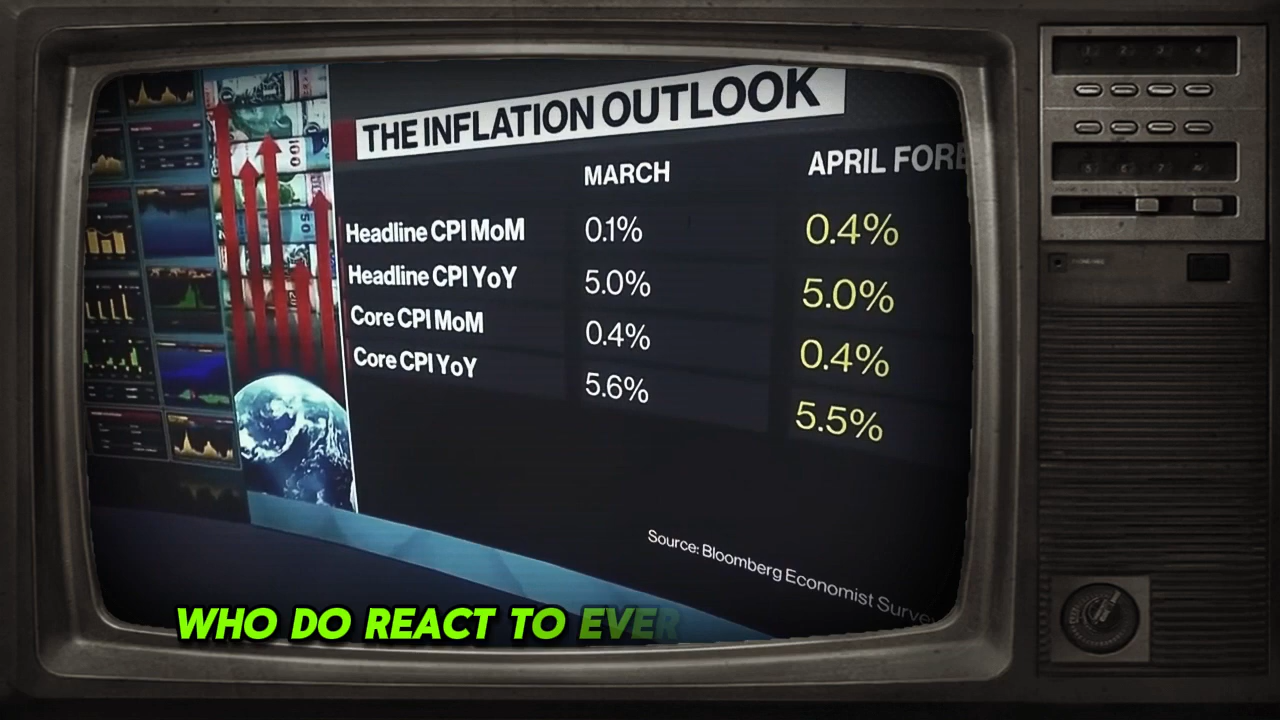 THE INFLATION OUTLOOK
MARCH APRIL FORE
Headline CPI MoM 0.1% 0.4%
Headline CPI YoY 5.0% 5.0%
Core CPI MoM 0.4% 0.4%
Core CPI YoY 5.6% 5.5%
Source: Bloomberg Economist Surve
WHO DO REACT TO EVER